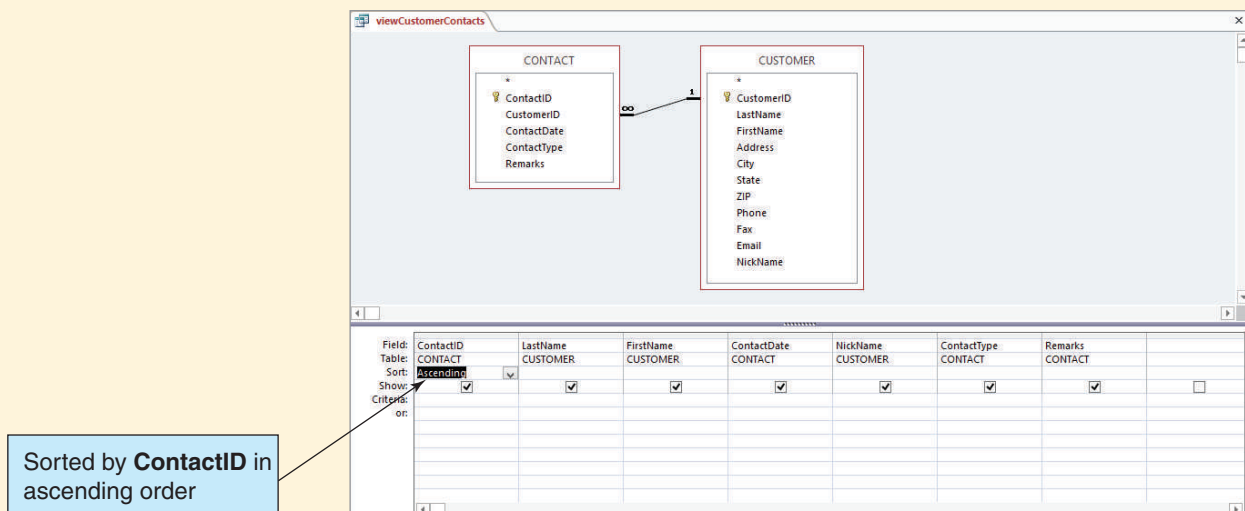 viewCustomerContacts
CONTACT
*
ContactID
CustomerID
ContactDate
ContactType
Remarks
∞
1
CUSTOMER
*
CustomerID
LastName
FirstName
Address
City
State
ZIP
Phone
Fax
Email
NickName
Field: ContactID LastName FirstName ContactDate NickName ContactType Remarks
Table: CONTACT CUSTOMER CUSTOMER CONTACT CUSTOMER CONTACT CONTACT
Sort: Ascending
Show:
Criteria:
or:
Sorted by ContactID in
ascending order